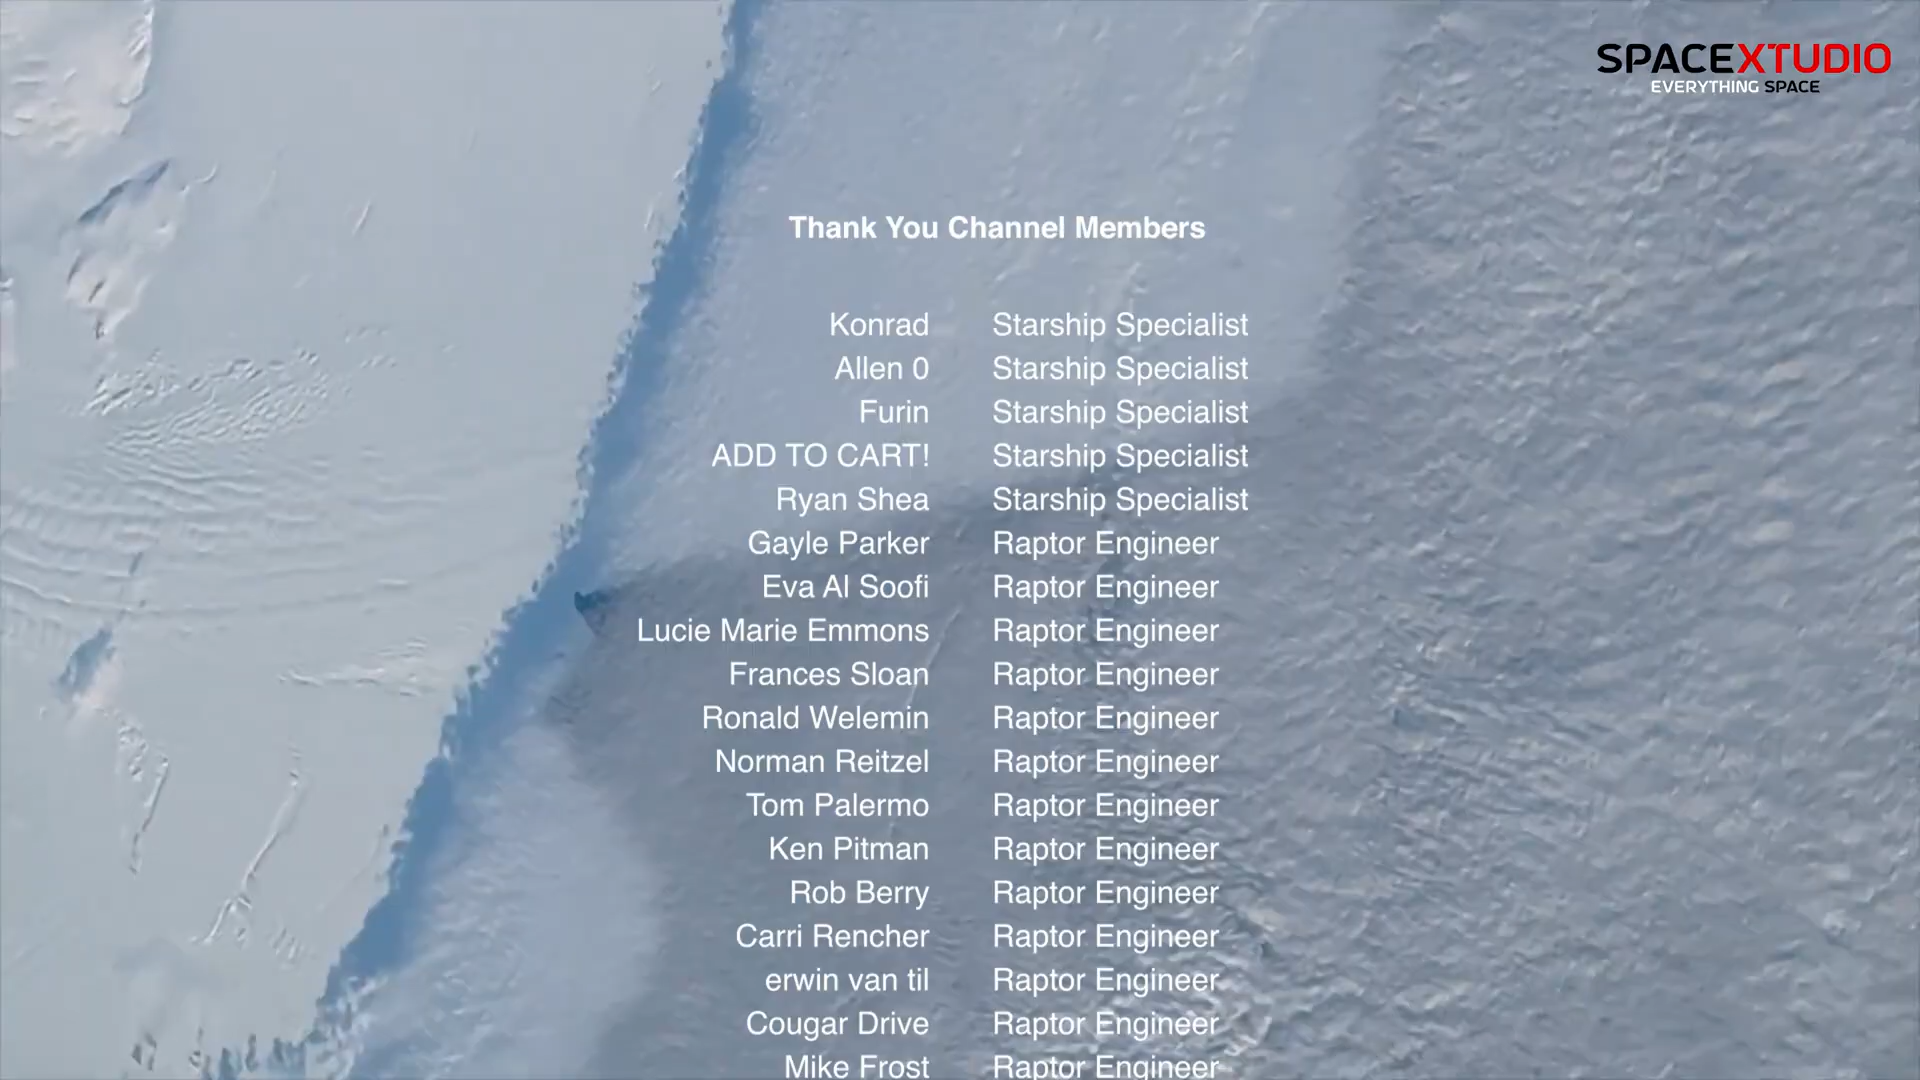 SPACEXTUDIO
EVERYTHING SPACE
Thank You Channel Members
Konrad Starship Specialist
Allen 0 Starship Specialist
Furin Starship Specialist
ADD TO CART! Starship Specialist
Ryan Shea Starship Specialist
Gayle Parker Raptor Engineer
Eva Al Soofi Raptor Engineer
Lucie Marie Emmons Raptor Engineer
Frances Sloan Raptor Engineer
Ronald Welemin Raptor Engineer
Norman Reitzel Raptor Engineer
Tom Palermo Raptor Engineer
Ken Pitman Raptor Engineer
Rob Berry Raptor Engineer
Carri Rencher Raptor Engineer
erwin van til Raptor Engineer
Cougar Drive Raptor Engineer
Mike Frost Raptor Engineer